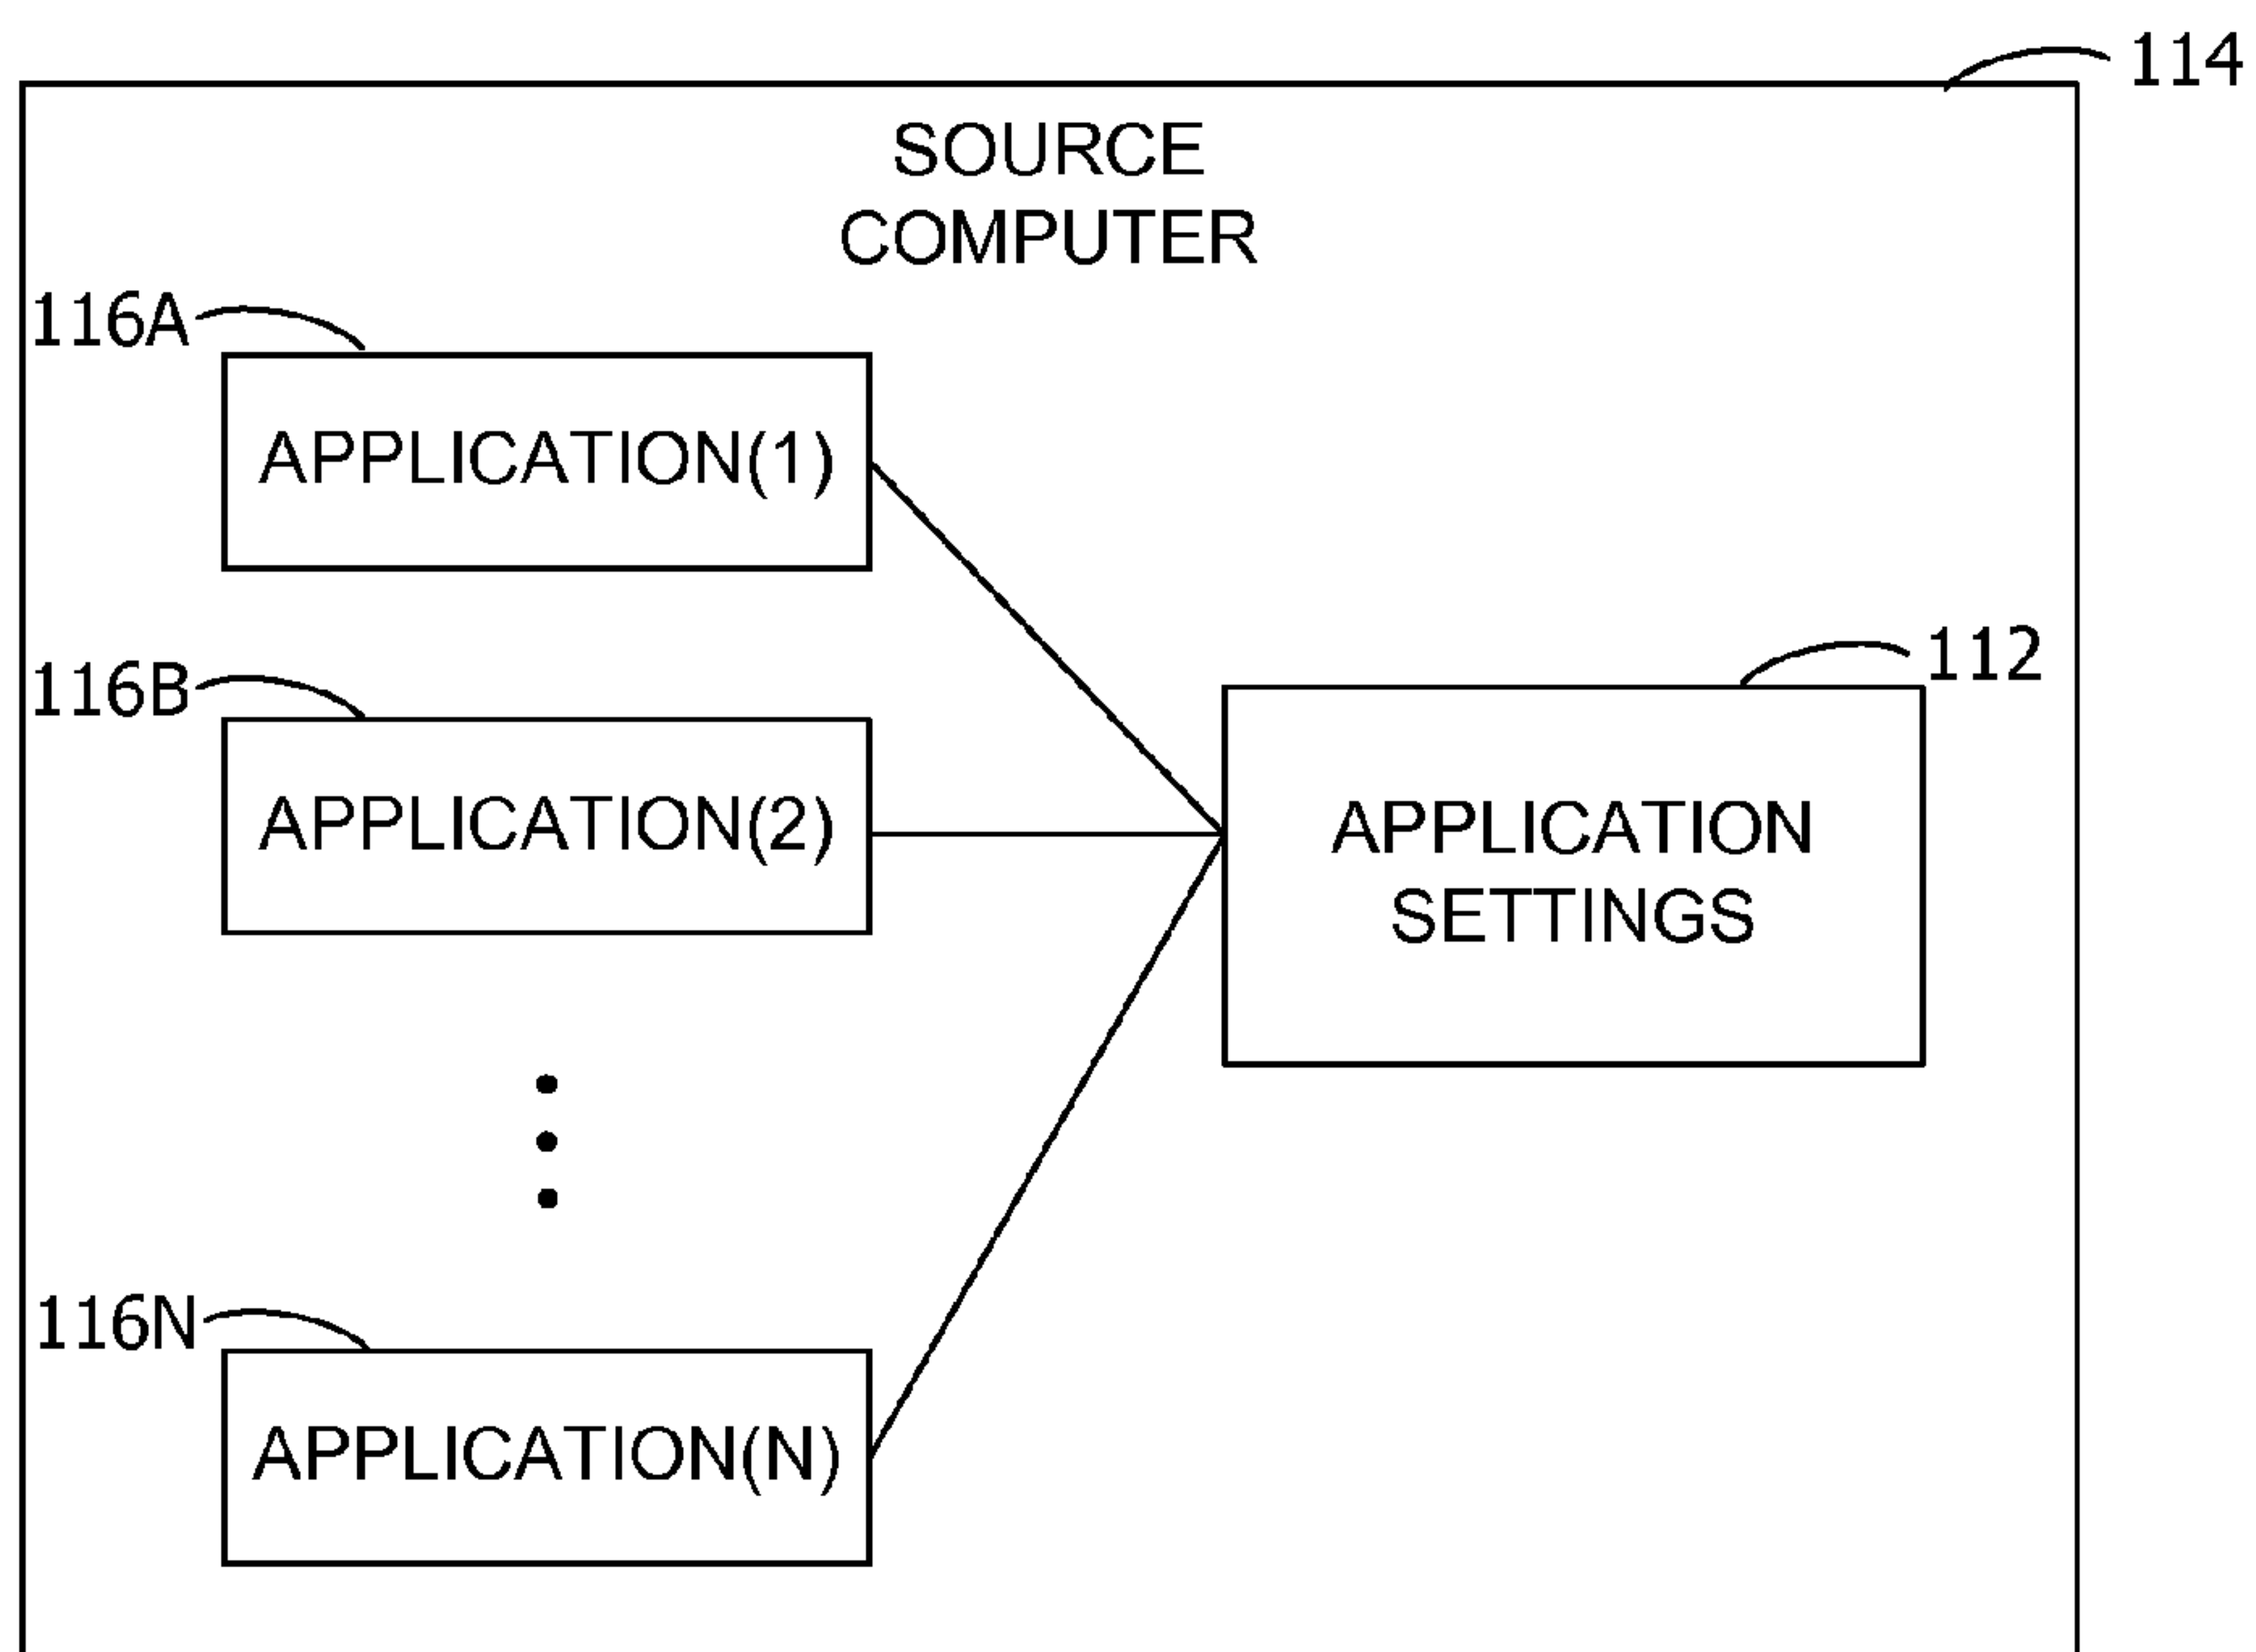 114
SOURCE
COMPUTER
116A
APPLICATION(1)
116B
112
APPLICATION(2)
APPLICATION
SETTINGS
116N
APPLICATION(N)